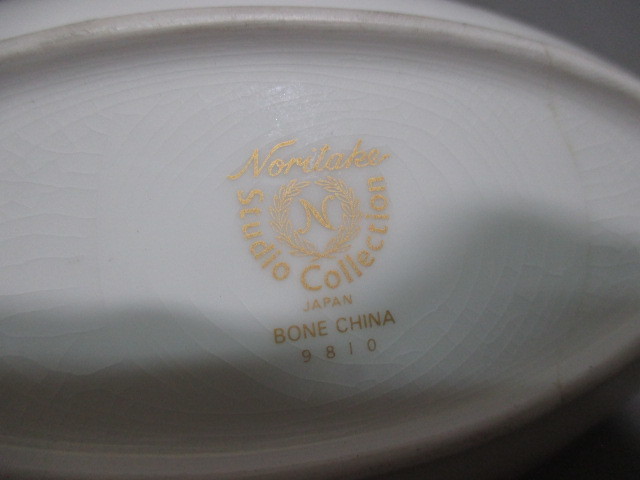 Noritake
N
Studio Collection
JAPAN
BONE CHINA
9810